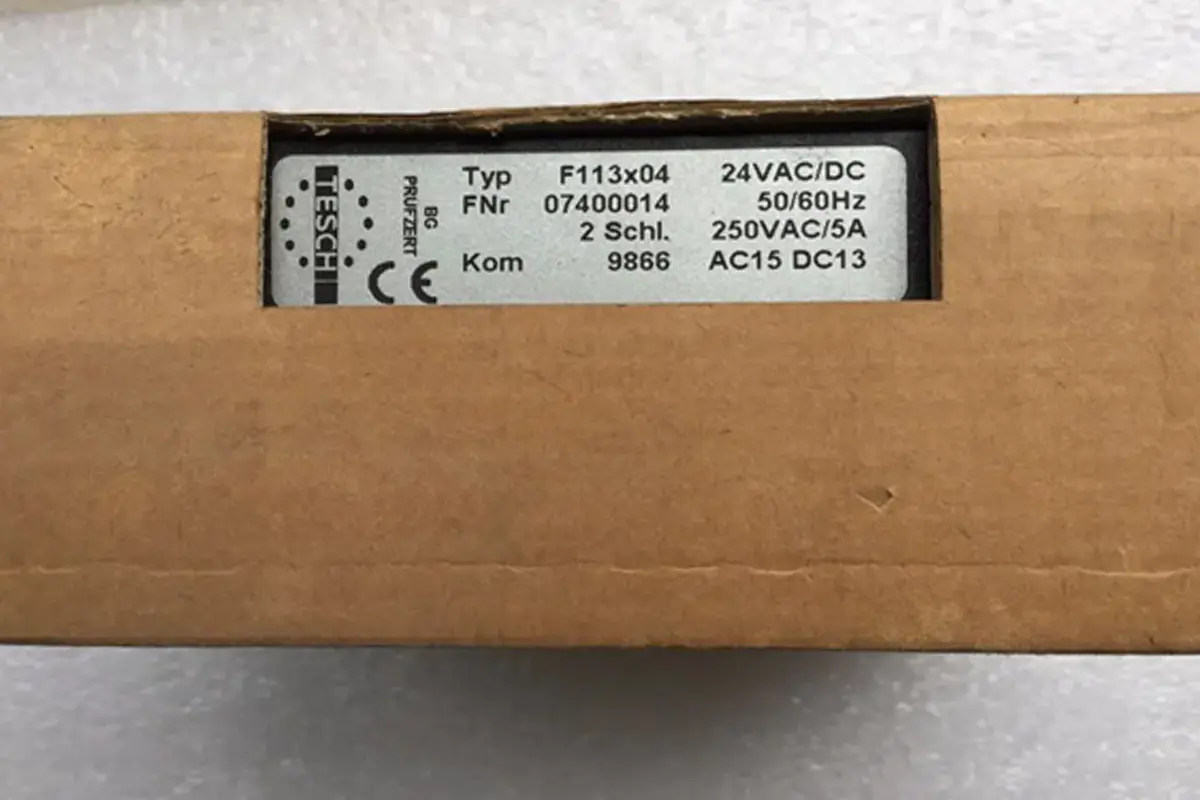 TESCH
BG
PRUFZERT
CE
Typ F113x04 24VAC/DC
FNr 07400014 50/60Hz
2 Schl. 250VAC/5A
Kom 9866 AC15 DC13